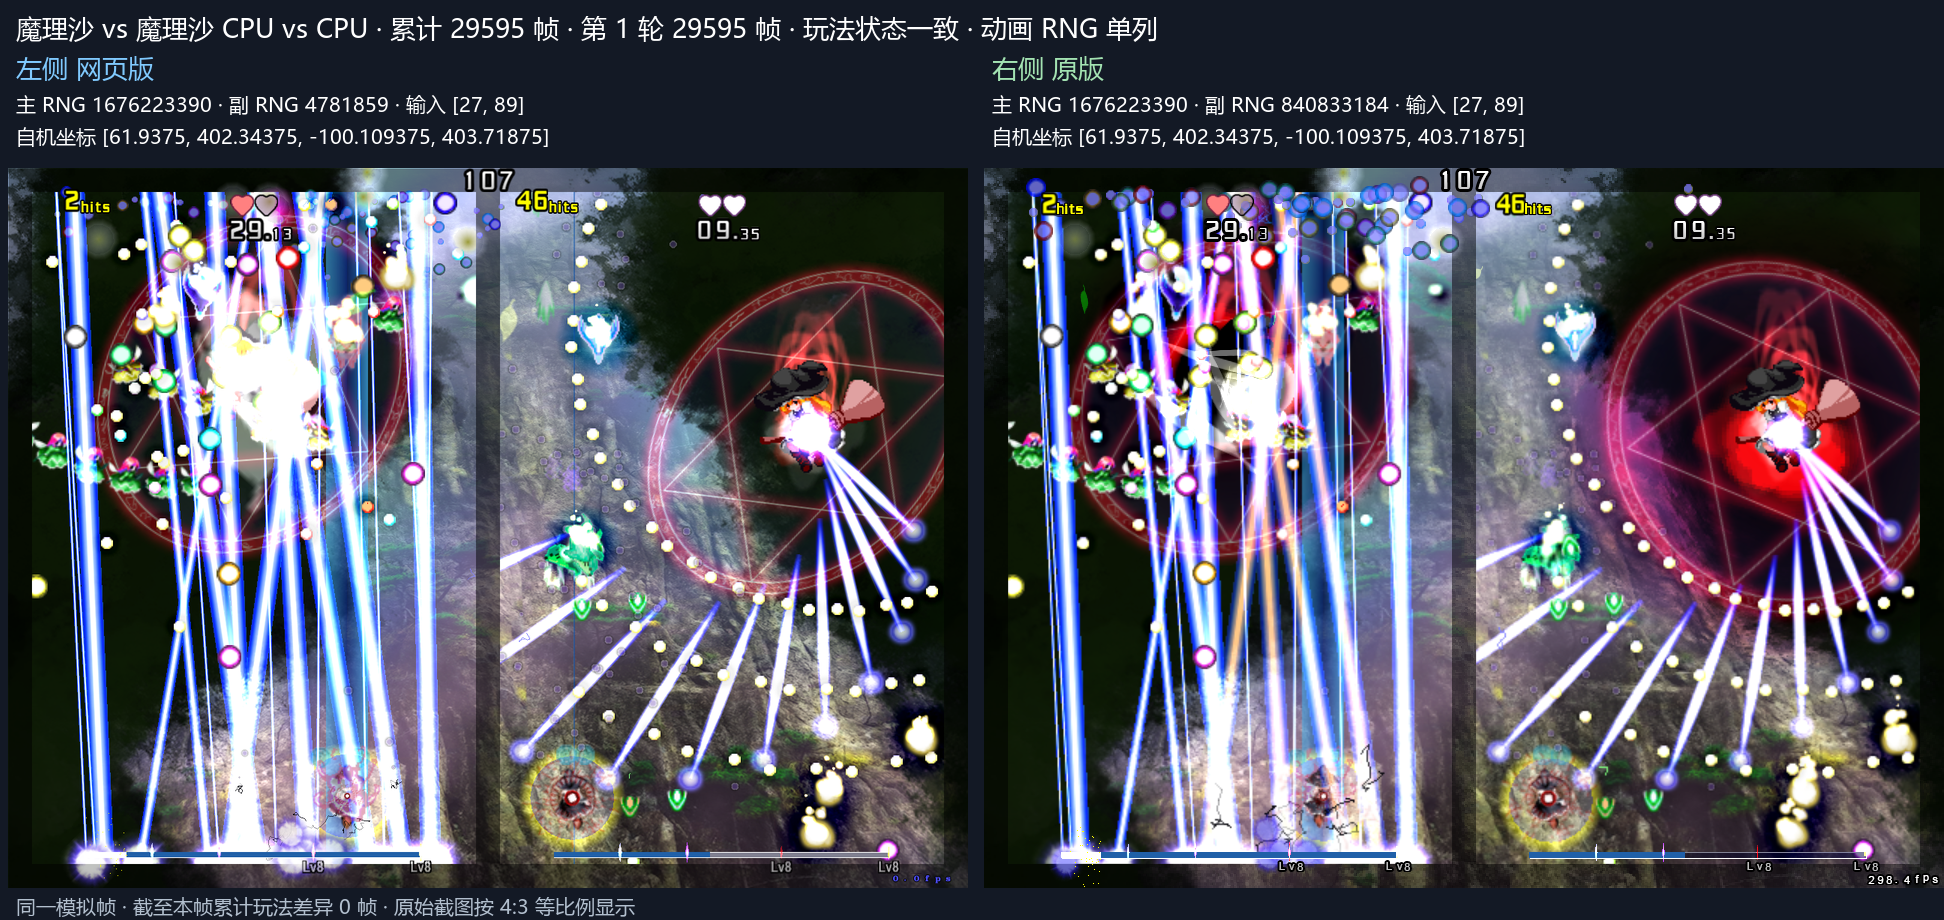 魔理沙 vs 魔理沙 CPU vs CPU · 累计 29595 帧 · 第 1 轮 29595 帧 · 玩法状态一致 · 动画 RNG 单列
左侧 网页版
主 RNG 1676223390 · 副 RNG 4781859 · 输入 [27, 89]
自机坐标 [61.9375, 402.34375, -100.109375, 403.71875]
右侧 原版
主 RNG 1676223390 · 副 RNG 840833184 · 输入 [27, 89]
自机坐标 [61.9375, 402.34375, -100.109375, 403.71875]
107
2hits
29.13
46hits
09.35
Lv8
Lv8
Lv8
Lv8
0.0fps
107
2hits
29.13
46hits
09.35
Lv8
Lv8
Lv8
Lv8
298.4fps
同一模拟帧 · 截至本帧累计玩法差异 0 帧 · 原始截图按 4:3 等比例显示